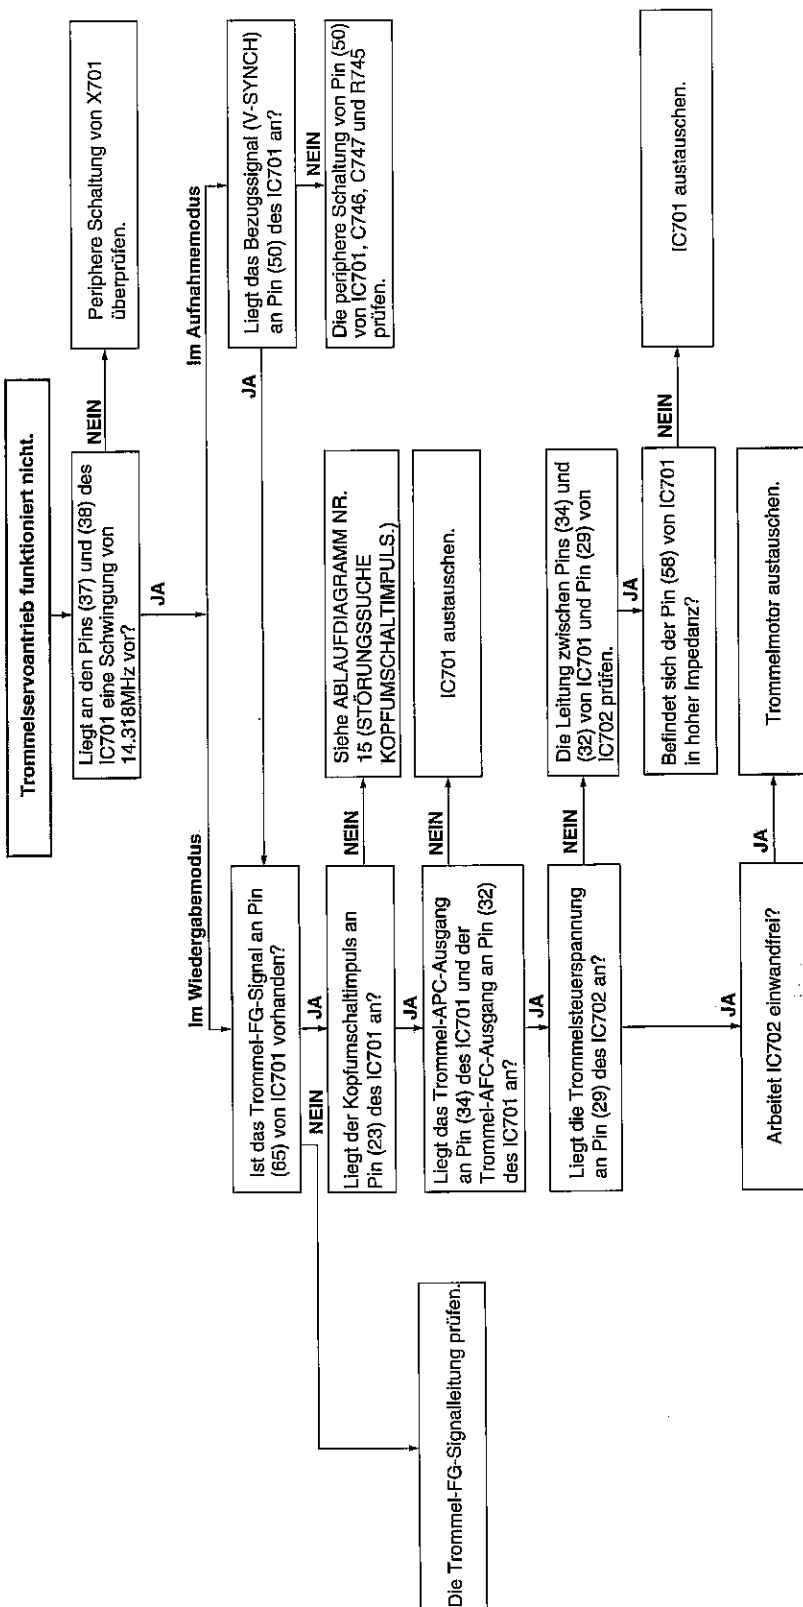 Trommelservoantrieb funktioniert nicht.
Liegt an den Pins (37) und (38) des
IC701 eine Schwingung von
14.318MHz vor?
NEIN
Periphere Schaltung von X701
überprüfen.
JA
Im Wiedergabemodus
Im Aufnahmemodus
Liegt das Bezugssignal (V-SYNCH)
an Pin (50) des IC701 an?
JA
NEIN
Die periphere Schaltung von Pin (50)
von IC701, C746, C747 und R745
prüfen.
Ist das Trommel-FG-Signal an Pin
(65) von IC701 vorhanden?
NEIN
JA
Die Trommel-FG-Signalleitung prüfen.
Liegt der Kopfumschaltimpuls an
Pin (23) des IC701 an?
NEIN
Siehe ABLAUFDIAGRAMM NR.
15 (STÖRUNGSSUCHE
KOPFUMSCHALTIMPULS.)
JA
Liegt das Trommel-APC-Ausgang
an Pin (34) des IC701 und der
Trommel-AFC-Ausgang an Pin (32)
des IC701 an?
NEIN
IC701 austauschen.
JA
Liegt die Trommelsteuerspannung
an Pin (29) des IC702 an?
NEIN
Die Leitung zwischen Pins (34) und
(32) von IC701 und Pin (29) von
IC702 prüfen.
JA
Befindet sich der Pin (58) von IC701
in hoher Impedanz?
NEIN
IC701 austauschen.
JA
Arbeitet IC702 einwandfrei?
JA
Trommelmotor austauschen.